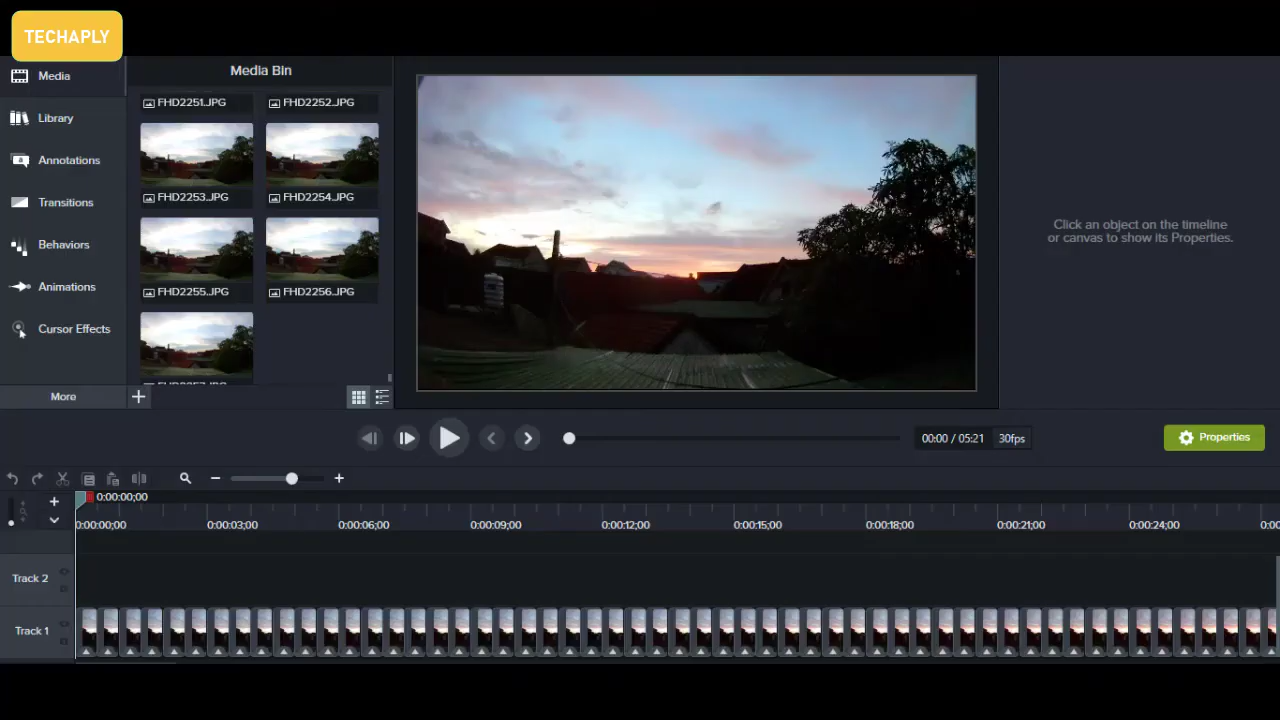 TECHAPLY
Media
Library
Annotations
Transitions
Behaviors
Animations
Cursor Effects
More
Media Bin
FHD2251.JPG
FHD2252.JPG
FHD2253.JPG
FHD2254.JPG
FHD2255.JPG
FHD2256.JPG
Click an object on the timeline
or canvas to show its Properties.
00:00 / 05:21
30fps
Properties
0:00:00;00
0:00:00;00
0:00:03;00
0:00:06;00
0:00:09;00
0:00:12;00
0:00:15;00
0:00:18;00
0:00:21;00
0:00:24;00
Track 2
Track 1